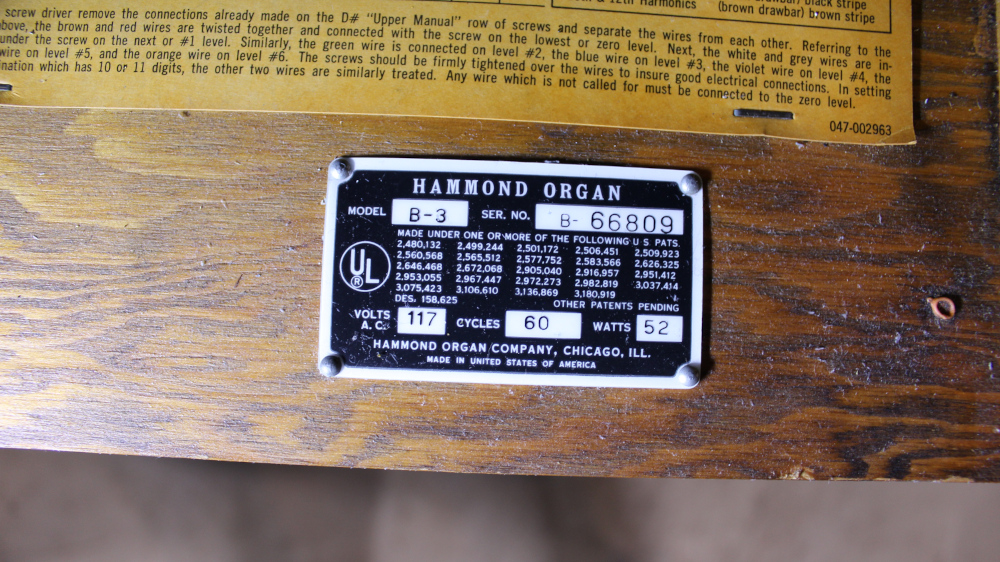 & 12th Harmonics (brown drawbar) brown stripe
black stripe
screw driver remove the connections already made on the D# "Upper Manual" row of screws and separate the wires from each other. Referring to the
above, the brown and red wires are twisted together and connected with the screw on the lowest or zero level. Next, the white and grey wires are in-
under the screw on the next or #1 level. Similarly, the green wire is connected on level #2, the blue wire on level #3, the violet wire on level #4, the
wire on level #5, and the orange wire on level #6. The screws should be firmly tightened over the wires to insure good electrical connections. In setting
nation which has 10 or 11 digits, the other two wires are similarly treated. Any wire which is not called for must be connected to the zero level.
047-002963
HAMMOND ORGAN
MODEL B-3 SER. NO. B- 66809
MADE UNDER ONE OR MORE OF THE FOLLOWING U S PATS.
2,480,132 2,499,244 2,501,172 2,506,451 2,509,923
2,560,568 2,565,512 2,577,752 2,583,566 2,626,325
2,646,468 2,672,068 2,905,040 2,916,957 2,951,412
2,953,055 2,967,447 2,972,273 2,982,819 3,037,414
3,075,423 3,106,610 3,136,869 3,180,919
DES. 158,625 OTHER PATENTS PENDING
UL
®
VOLTS A. C. 117 CYCLES 60 WATTS 52
HAMMOND ORGAN COMPANY, CHICAGO, ILL.
MADE IN UNITED STATES OF AMERICA